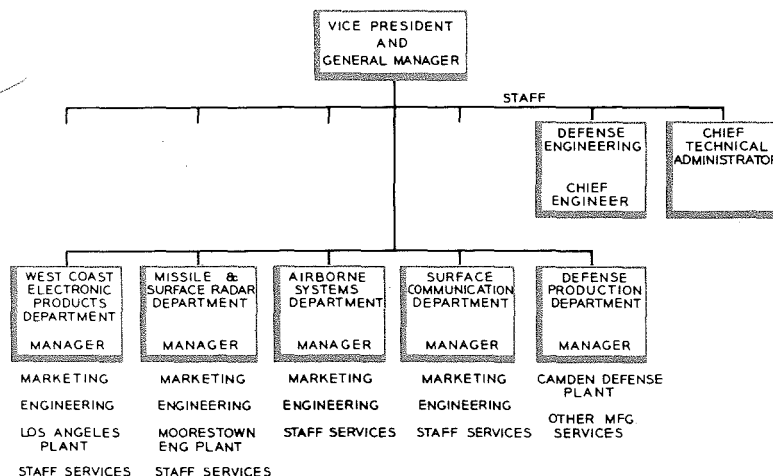 VICE PRESIDENT
AND
GENERAL MANAGER
STAFF
DEFENSE
ENGINEERING
CHIEF
ENGINEER
CHIEF
TECHNICAL
ADMINISTRATOR
WEST COAST
ELECTRONIC
PRODUCTS
DEPARTMENT
MANAGER
MARKETING
ENGINEERING
LOS ANGELES
PLANT
STAFF SERVICES
MISSILE &
SURFACE RADAR
DEPARTMENT
MANAGER
MARKETING
ENGINEERING
MOORESTOWN
ENG PLANT
STAFF SERVICES
AIRBORNE
SYSTEMS
DEPARTMENT
MANAGER
MARKETING
ENGINEERING
STAFF SERVICES
SURFACE
COMMUNICATION
DEPARTMENT
MANAGER
MARKETING
ENGINEERING
STAFF SERVICES
DEFENSE
PRODUCTION
DEPARTMENT
MANAGER
CAMDEN DEFENSE
PLANT
OTHER MFG.
SERVICES